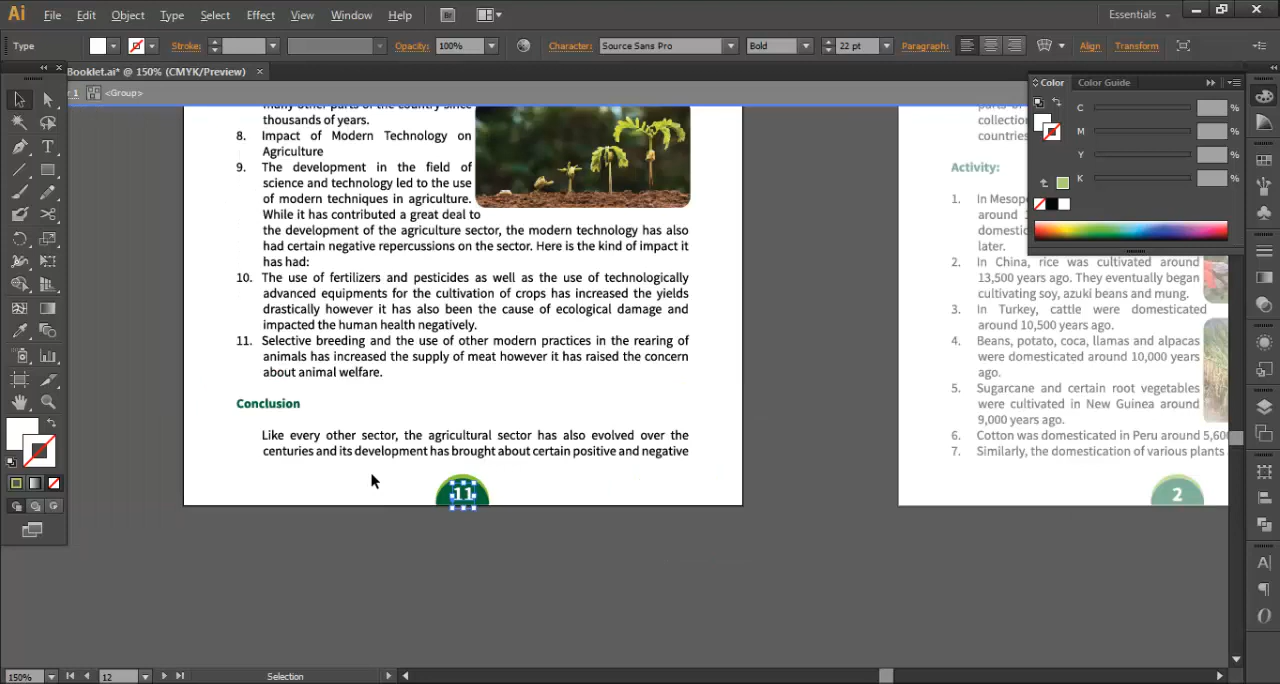 Ai File Edit Object Type Select Effect View Window Help Br Essentials
Type Stroke: Opacity: 100% Character: Source Sans Pro Bold 22 pt Paragraph: Align Transform
Booklet.ai* @ 150% (CMYK/Preview) ×
1 <Group>
many other parts of the country since
thousands of years.
8. Impact of Modern Technology on
Agriculture
9. The development in the field of
science and technology led to the use
of modern techniques in agriculture.
While it has contributed a great deal to
the development of the agriculture sector, the modern technology has also
had certain negative repercussions on the sector. Here is the kind of impact it
has had:
10. The use of fertilizers and pesticides as well as the use of technologically
advanced equipments for the cultivation of crops has increased the yields
drastically however it has also been the cause of ecological damage and
impacted the human health negatively.
11. Selective breeding and the use of other modern practices in the rearing of
animals has increased the supply of meat however it has raised the concern
about animal welfare.
Conclusion
Like every other sector, the agricultural sector has also evolved over the
centuries and its development has brought about certain positive and negative
11
collection
countries
Activity:
1. In Mesop
around 1
domesti
later.
2. In China, rice was cultivated around
13,500 years ago. They eventually began
cultivating soy, azuki beans and mung.
3. In Turkey, cattle were domesticated
around 10,500 years ago.
4. Beans, potato, coca, llamas and alpacas
were domesticated around 10,000 years
ago.
5. Sugarcane and certain root vegetables
were cultivated in New Guinea around
9,000 years ago.
6. Cotton was domesticated in Peru around 5,600
7. Similarly, the domestication of various plants
2
Color Color Guide
C %
M %
Y %
K %
150% 12 Selection